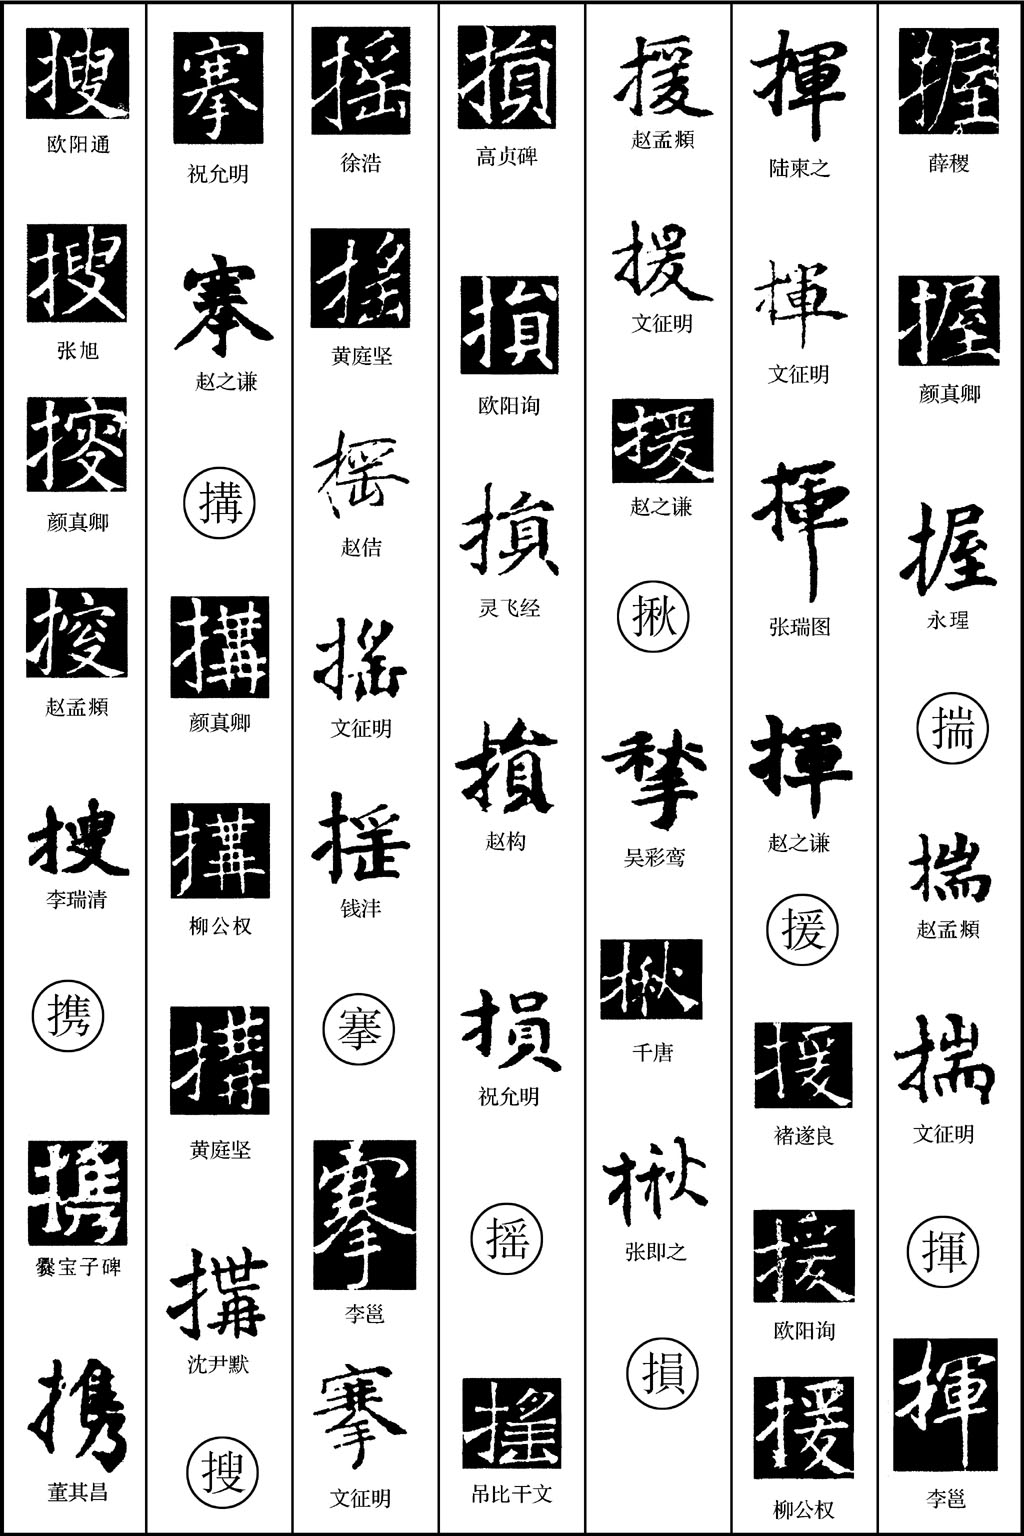 握
薛稷
握
颜真卿
握
永瑆
揣
揣
赵孟頫
揣
文征明
揮
揮
李邕
揮
陆柬之
揮
文征明
揮
张瑞图
揮
赵之谦
援
援
褚遂良
援
欧阳询
援
柳公权
援
赵孟頫
援
文征明
援
赵之谦
揪
揫
吴彩鸾
揪
千唐
揪
张即之
損
損
高贞碑
損
欧阳询
損
灵飞经
損
赵构
損
祝允明
摇
摇
吊比干文
摇
徐浩
摇
黄庭坚
摇
赵佶
摇
文征明
摇
钱沣
搴
搴
李邕
搴
文征明
搴
祝允明
搴
赵之谦
搆
搆
颜真卿
搆
柳公权
搆
黄庭坚
搆
沈尹默
搜
搜
欧阳通
搜
张旭
搜
颜真卿
搜
赵孟頫
搜
李瑞清
携
携
爨宝子碑
携
董其昌